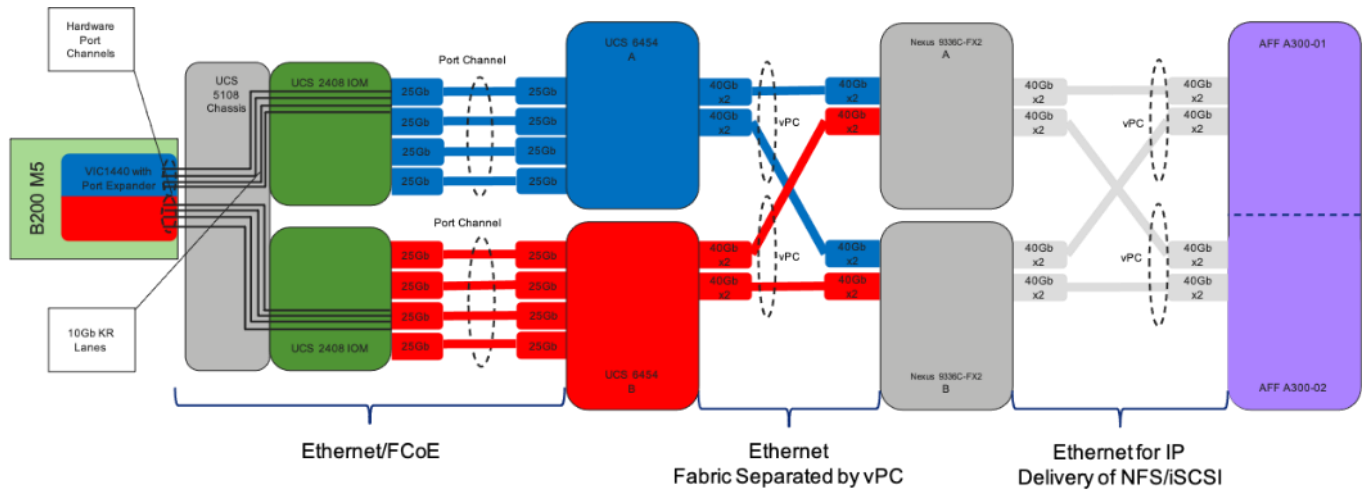 Hardware
Port
Channels
B200 M5
VIC1440 with
Port Expander
10Gb KR
Lanes
UCS
5108
Chassis
UCS 2408 IOM
UCS 2408 IOM
Port Channel
25Gb
25Gb
25Gb
25Gb
25Gb
25Gb
25Gb
25Gb
Port Channel
25Gb
25Gb
25Gb
25Gb
25Gb
25Gb
25Gb
25Gb
UCS 6454
A
UCS 6454
B
40Gb
x2
40Gb
x2
vPC
40Gb
x2
40Gb
x2
40Gb
x2
40Gb
x2
vPC
40Gb
x2
40Gb
x2
Nexus 9336C-FX2
A
Nexus 9336C-FX2
B
40Gb
x2
40Gb
x2
vPC
40Gb
x2
40Gb
x2
40Gb
x2
40Gb
x2
vPC
40Gb
x2
40Gb
x2
AFF A300-01
AFF A300-02
Ethernet/FCoE
Ethernet
Fabric Separated by vPC
Ethernet for IP
Delivery of NFS/iSCSI